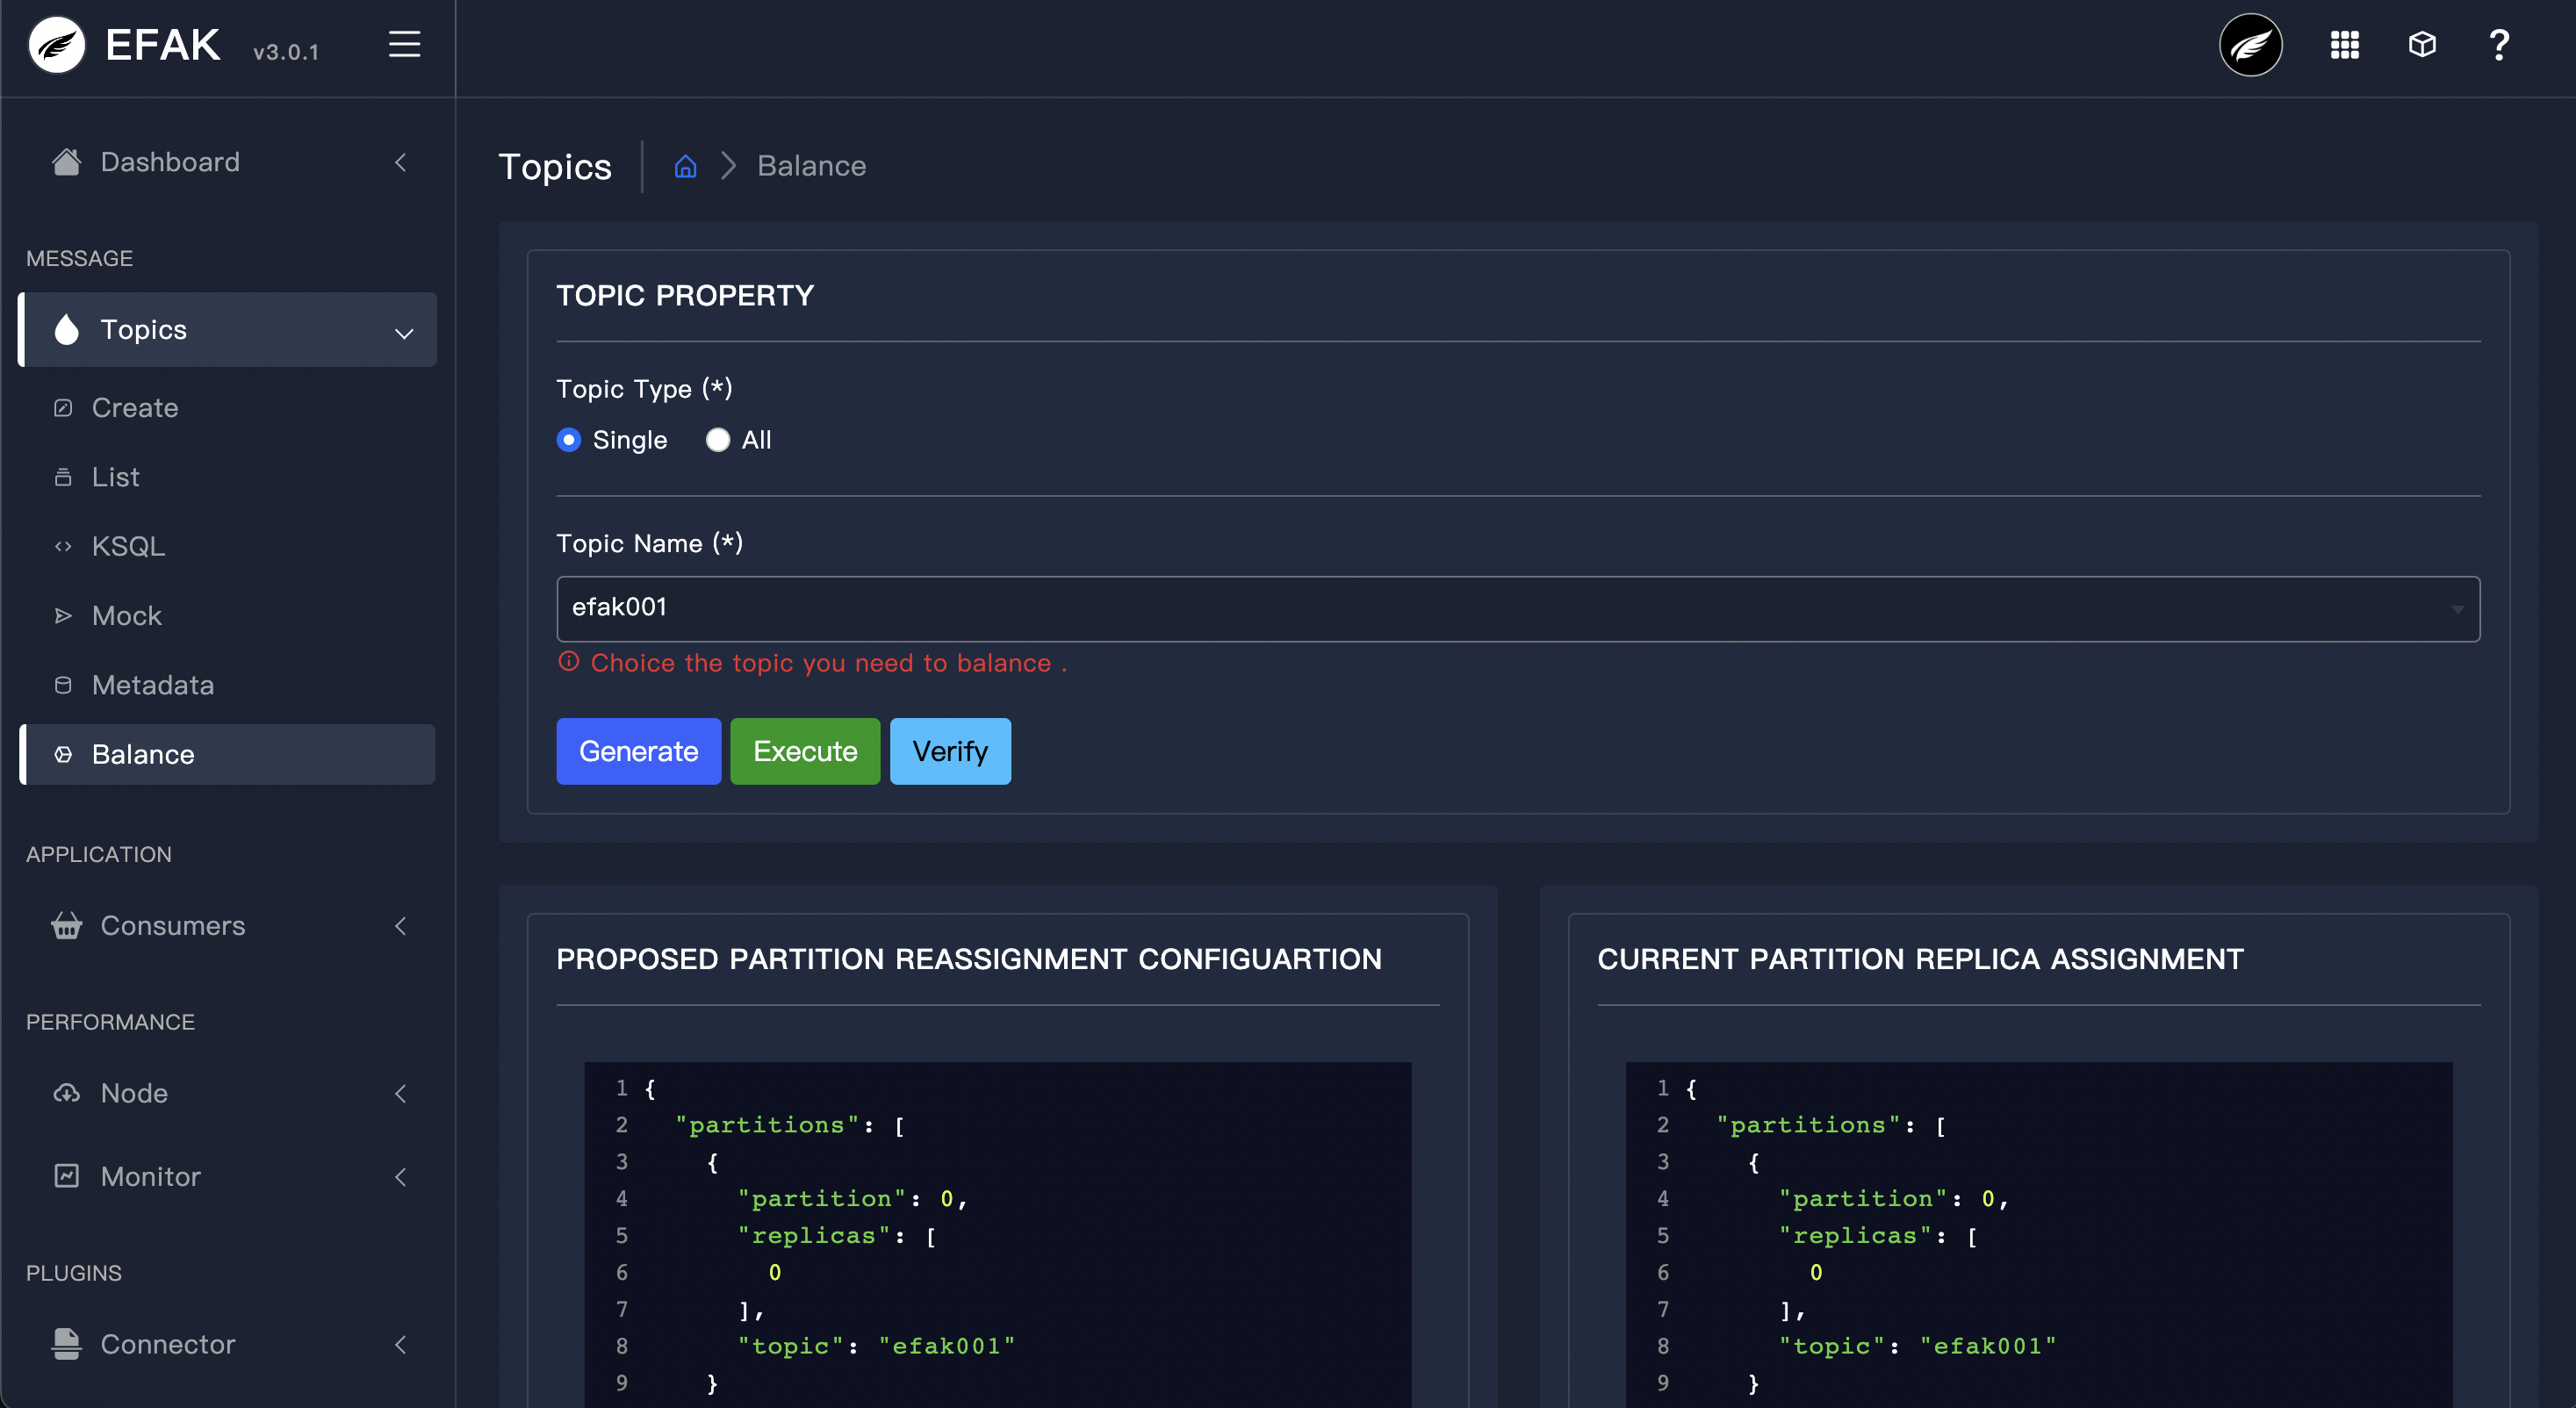 EFAK v3.0.1
Dashboard
MESSAGE
Topics
Create
List
KSQL
Mock
Metadata
Balance
APPLICATION
Consumers
PERFORMANCE
Node
Monitor
PLUGINS
Connector
?
Topics
Balance
TOPIC PROPERTY
Topic Type (*)
Single All
Topic Name (*)
efak001
Choice the topic you need to balance .
Generate Execute Verify
PROPOSED PARTITION REASSIGNMENT CONFIGUARTION
1 {
2 "partitions": [
3 {
4 "partition": 0,
5 "replicas": [
6 0
7 ],
8 "topic": "efak001"
9 }
CURRENT PARTITION REPLICA ASSIGNMENT
1 {
2 "partitions": [
3 {
4 "partition": 0,
5 "replicas": [
6 0
7 ],
8 "topic": "efak001"
9 }